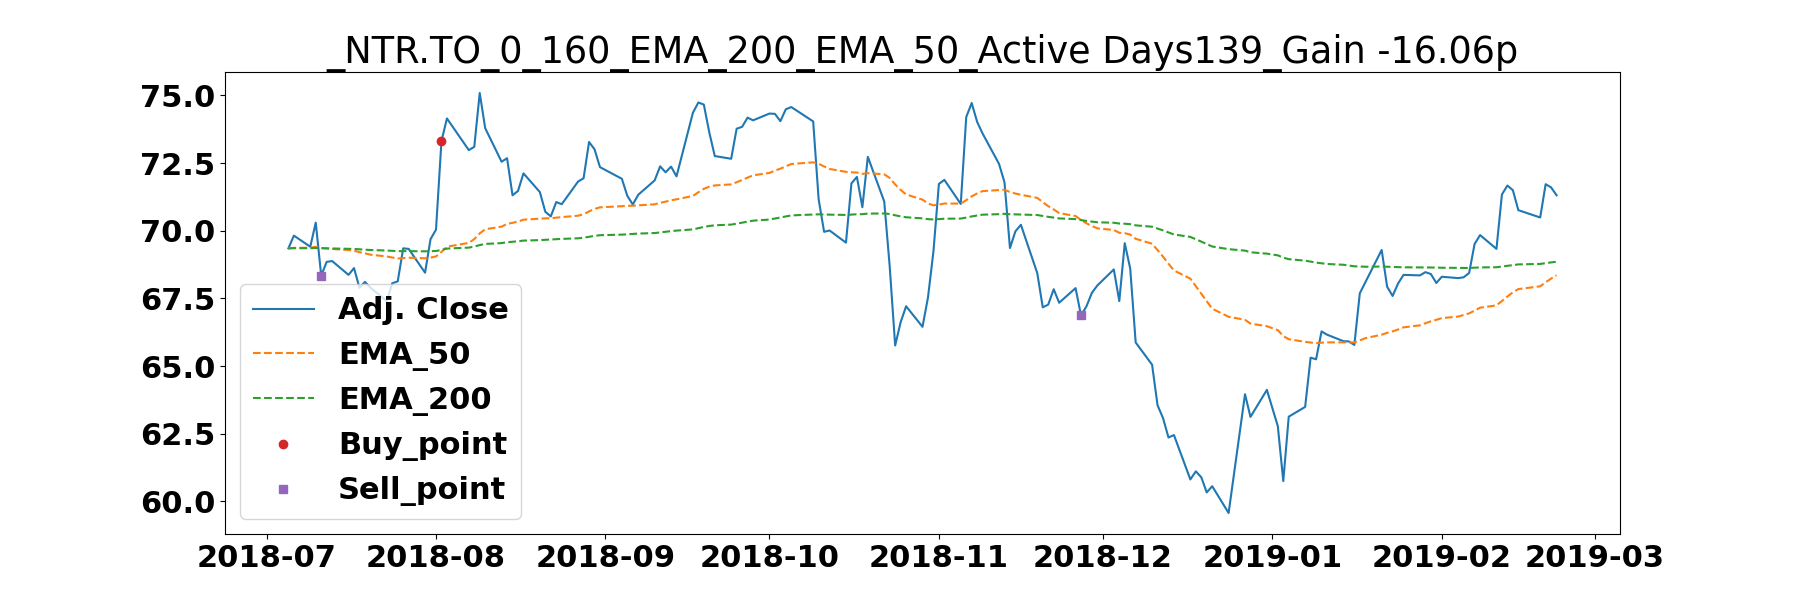 _NTR.TO_0_160_EMA_200_EMA_50_Active Days139_Gain -16.06p
75.0
72.5
70.0
67.5
65.0
62.5
60.0
Adj. Close
EMA_50
EMA_200
Buy_point
Sell_point
2018-07 2018-08 2018-09 2018-10 2018-11 2018-12 2019-01 2019-02 2019-03